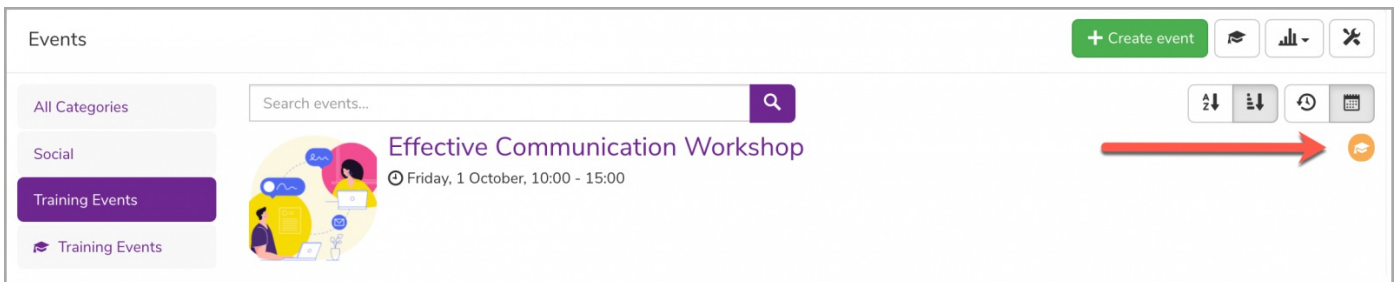 Events
+ Create event
All Categories
Search events...
Social
Effective Communication Workshop
Friday, 1 October, 10:00 - 15:00
Training Events
Training Events